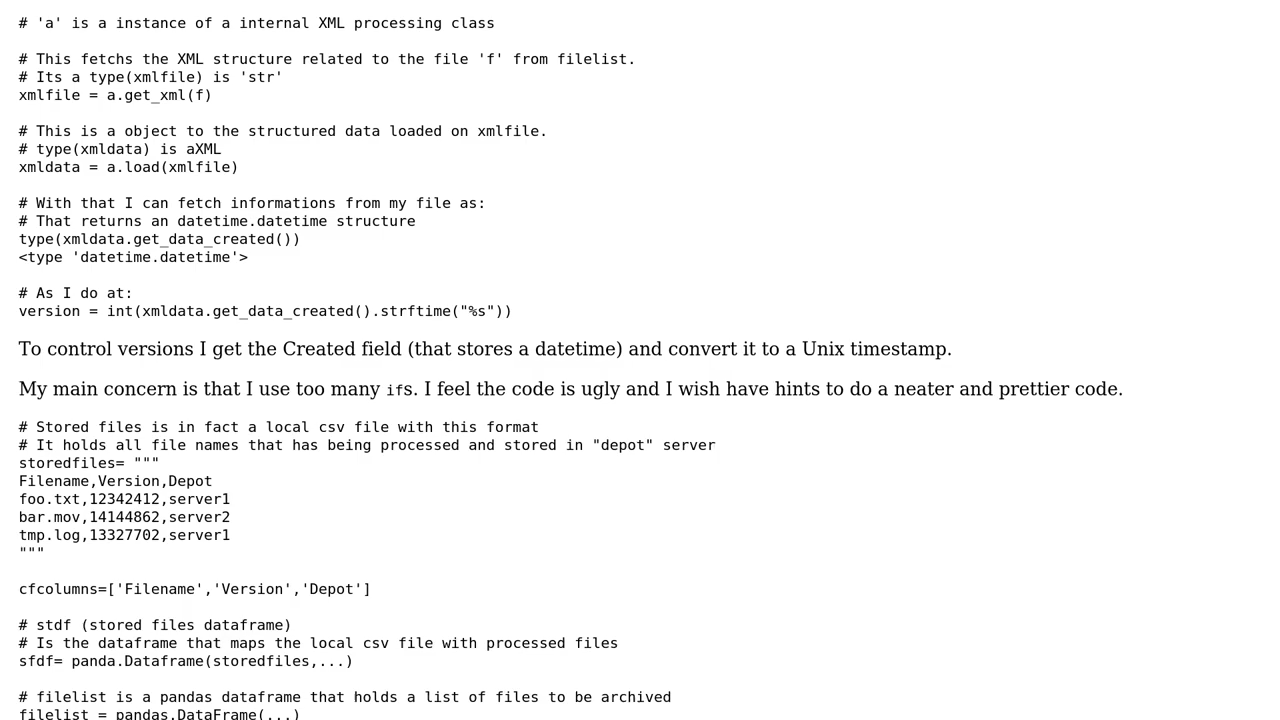 # 'a' is a instance of a internal XML processing class
# This fetchs the XML structure related to the file 'f' from filelist.
# Its a type(xmlfile) is 'str'
xmlfile = a.get_xml(f)
# This is a object to the structured data loaded on xmlfile.
# type(xmldata) is aXML
xmldata = a.load(xmlfile)
# With that I can fetch informations from my file as:
# That returns an datetime.datetime structure
type(xmldata.get_data_created())
<type 'datetime.datetime'>
# As I do at:
version = int(xmldata.get_data_created().strftime("%s"))
To control versions I get the Created field (that stores a datetime) and convert it to a Unix timestamp.
My main concern is that I use too many ifs. I feel the code is ugly and I wish have hints to do a neater and prettier code.
# Stored files is in fact a local csv file with this format
# It holds all file names that has being processed and stored in "depot" server
storedfiles= """
Filename,Version,Depot
foo.txt,12342412,server1
bar.mov,14144862,server2
tmp.log,13327702,server1
"""
cfcolumns=['Filename','Version','Depot']
# stdf (stored files dataframe)
# Is the dataframe that maps the local csv file with processed files
sfdf= panda.Dataframe(storedfiles,...)
# filelist is a pandas dataframe that holds a list of files to be archived
filelist = pandas.DataFrame(...)